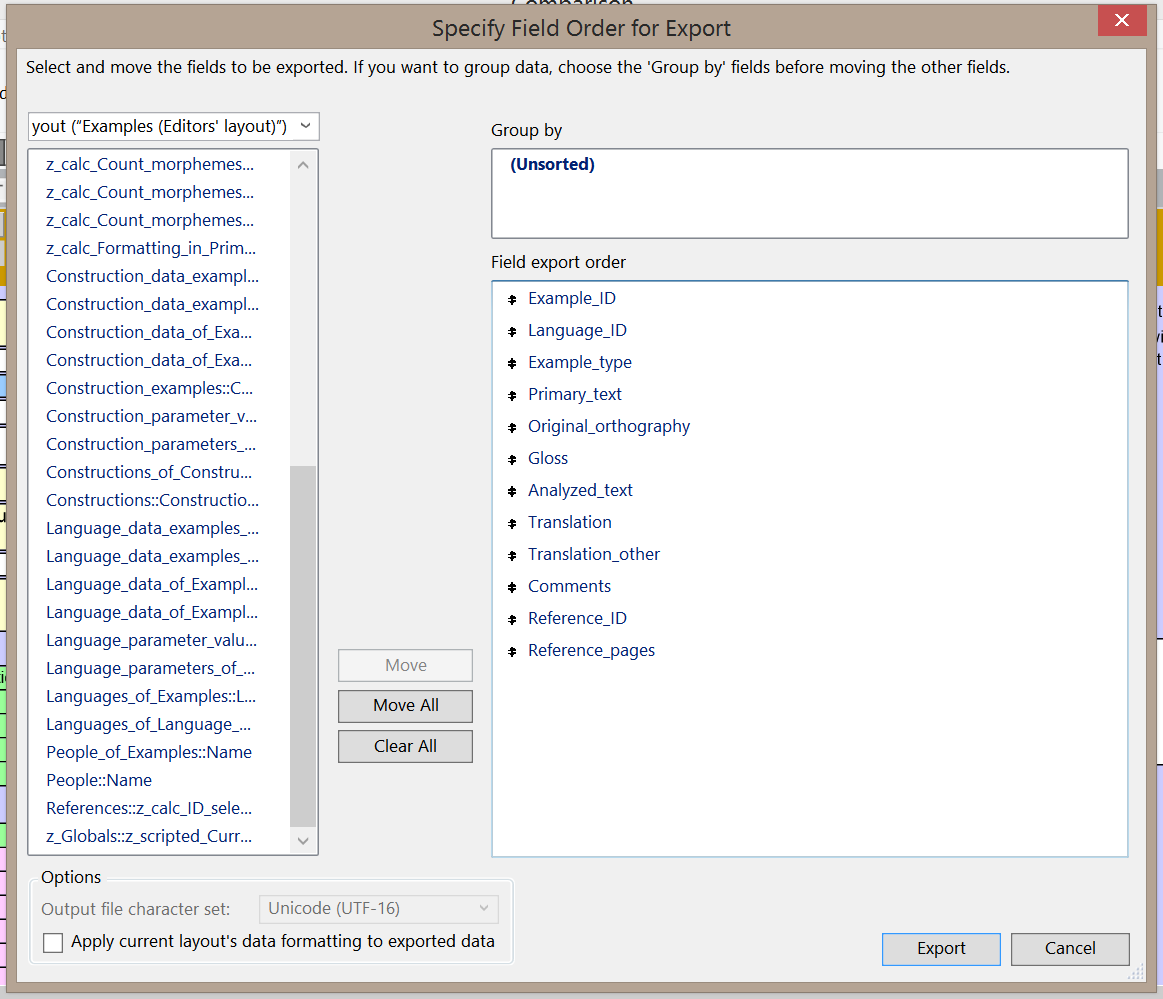 Specify Field Order for Export
Select and move the fields to be exported. If you want to group data, choose the 'Group by' fields before moving the other fields.
yout (“Examples (Editors' layout)”)
z_calc_Count_morphemes...
z_calc_Count_morphemes...
z_calc_Count_morphemes...
z_calc_Formatting_in_Prim...
Construction_data_exampl...
Construction_data_exampl...
Construction_data_of_Exa...
Construction_data_of_Exa...
Construction_examples::C...
Construction_parameter_v...
Construction_parameters_...
Constructions_of_Constru...
Constructions::Constructio...
Language_data_examples_...
Language_data_examples_...
Language_data_of_Exampl...
Language_data_of_Exampl...
Language_parameter_valu...
Language_parameters_of_...
Languages_of_Examples::L...
Languages_of_Language_...
People_of_Examples::Name
People::Name
References::z_calc_ID_sele...
z_Globals::z_scripted_Curr...
Move
Move All
Clear All
Group by
(Unsorted)
Field export order
Example_ID
Language_ID
Example_type
Primary_text
Original_orthography
Gloss
Analyzed_text
Translation
Translation_other
Comments
Reference_ID
Reference_pages
Options
Output file character set: Unicode (UTF-16)
Apply current layout's data formatting to exported data
Export
Cancel